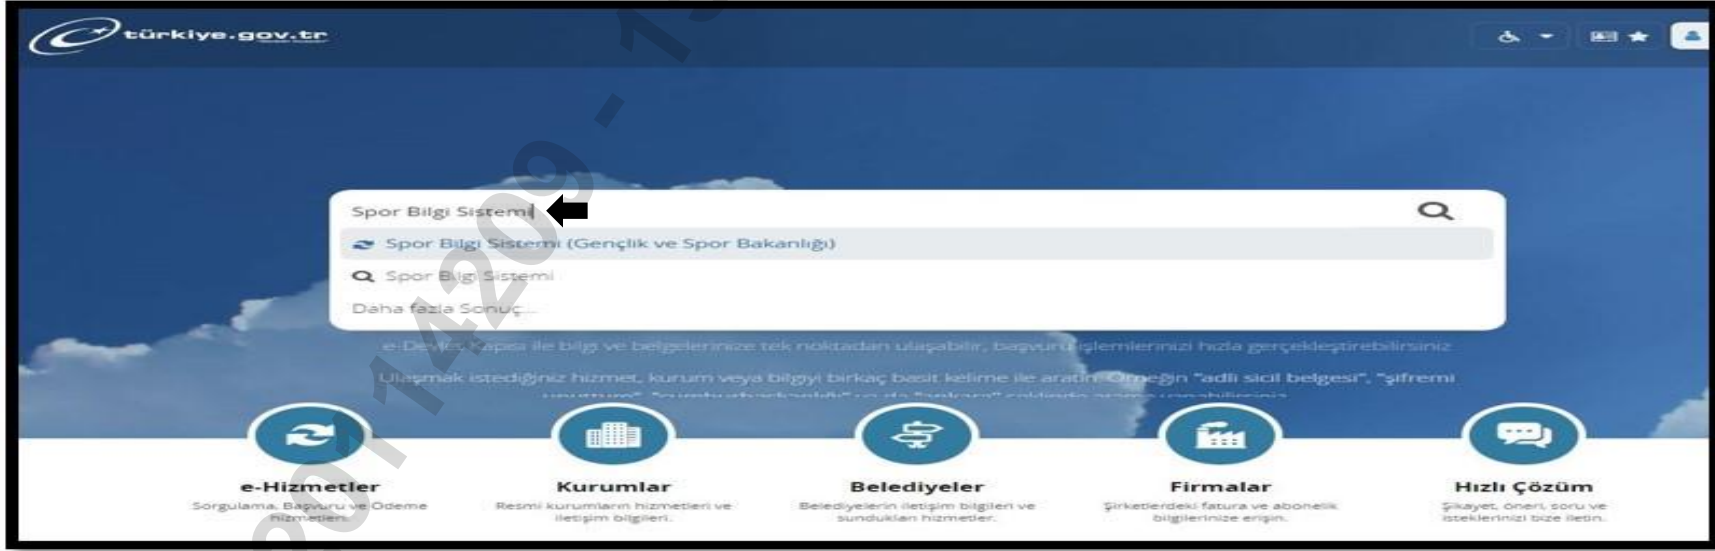 türkiye.gov.tr
Spor Bilgi Sistemi
Spor Bilgi Sistemi (Gençlik ve Spor Bakanlığı)
Spor Bilgi Sistemi
Daha fazla Sonuç...
e-Devlet Kapısı ile bilgi ve belgelerinize tek noktadan ulaşabilir, başvuru işlemlerinizi hızla gerçekleştirebilirsiniz
Ulaşmak istediğiniz hizmet, kurum veya bilgiyi birkaç basit kelime ile aratın. Örneğin "adli sicil belgesi", "şifremi
e-Hizmetler
Sorgulama, Başvuru ve Ödeme
hizmetleri.
Kurumlar
Resmi kurumların hizmetleri ve
iletişim bilgileri.
Belediyeler
Belediyelerin iletişim bilgileri ve
sundukları hizmetler.
Firmalar
Şirketlerdeki fatura ve abonelik
bilgilerinize erişin.
Hızlı Çözüm
Şikayet, öneri, soru ve
isteklerinizi bize iletin.